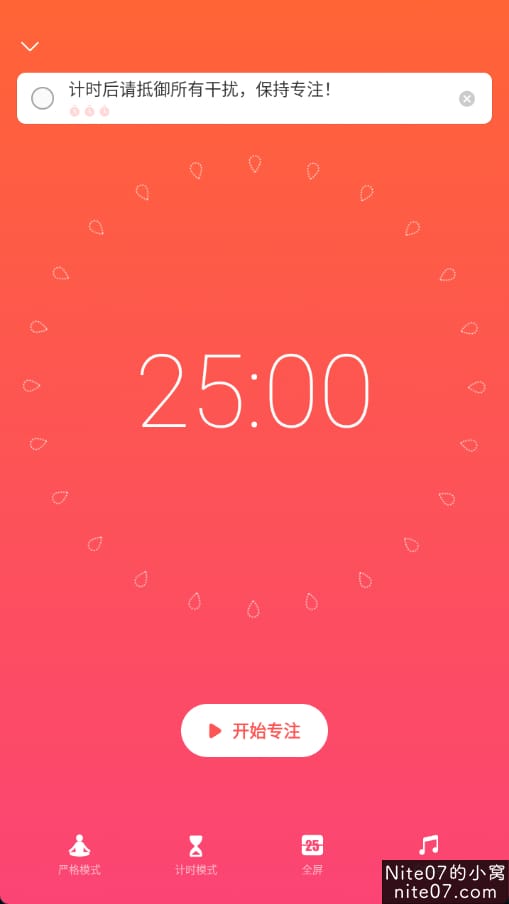 计时后请抵御所有干扰，保持专注！
25:00
开始专注
25
严格模式
计时模式
全屏
Nite07的小窝
nite07.com